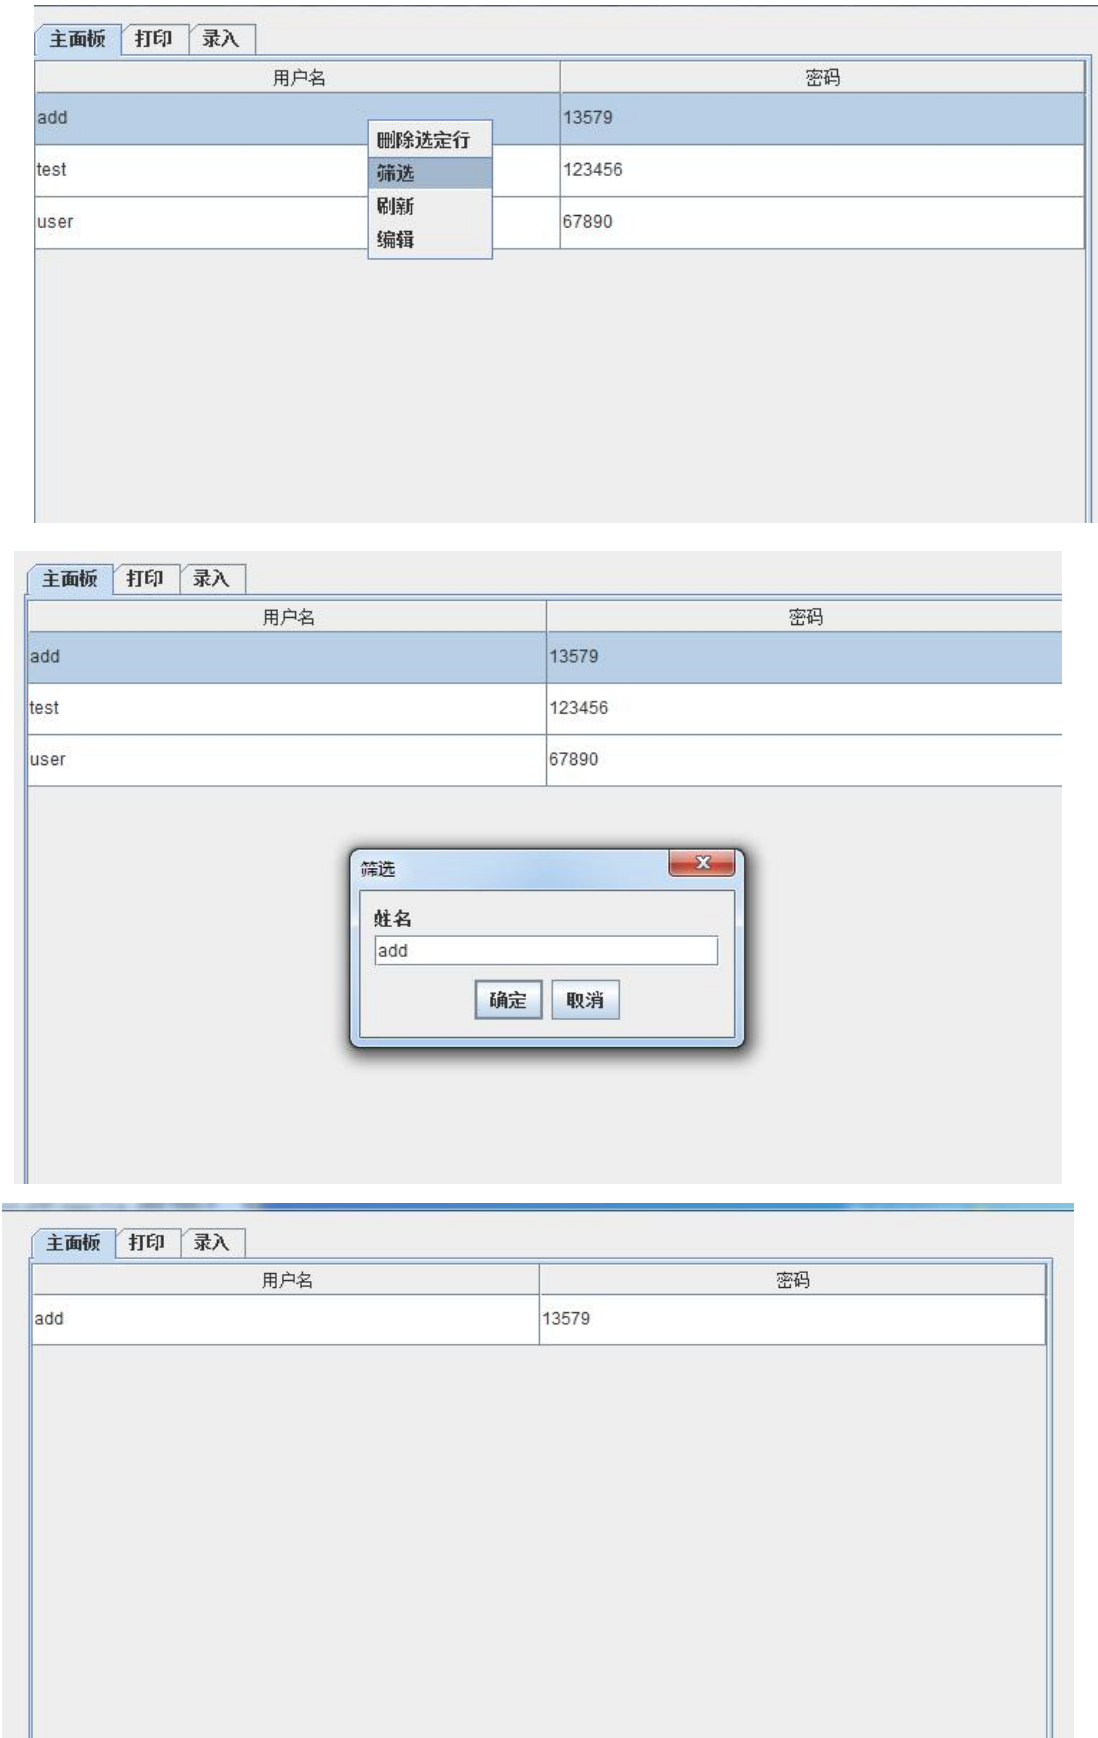 主面板 打印 录入
用户名 密码
add 13579
删除选定行
test 123456
筛选
刷新
user 67890
编辑
主面板 打印 录入
用户名 密码
add 13579
test 123456
user 67890
筛选
姓名
add
确定 取消
主面板 打印 录入
用户名 密码
add 13579